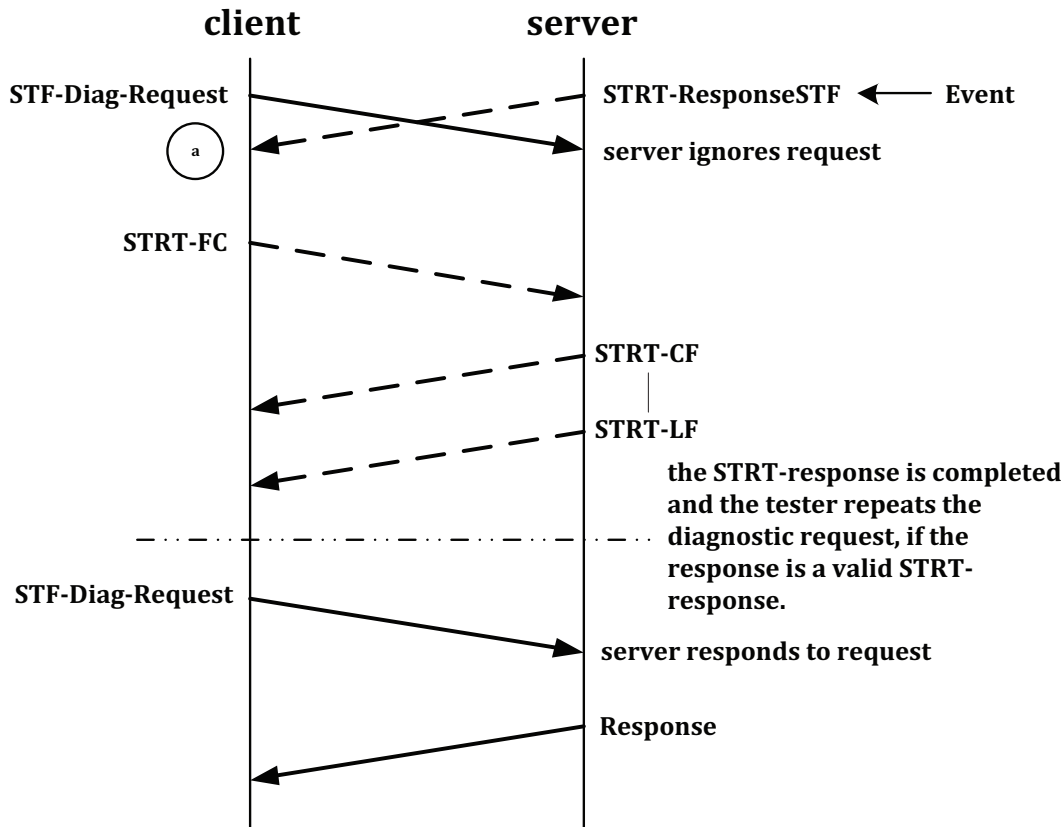 client
server
STF-Diag-Request
STRT-ResponseSTF
Event
a
server ignores request
STRT-FC
STRT-CF
STRT-LF
the STRT-response is completed
and the tester repeats the
diagnostic request, if the
response is a valid STRT-
response.
STF-Diag-Request
server responds to request
Response